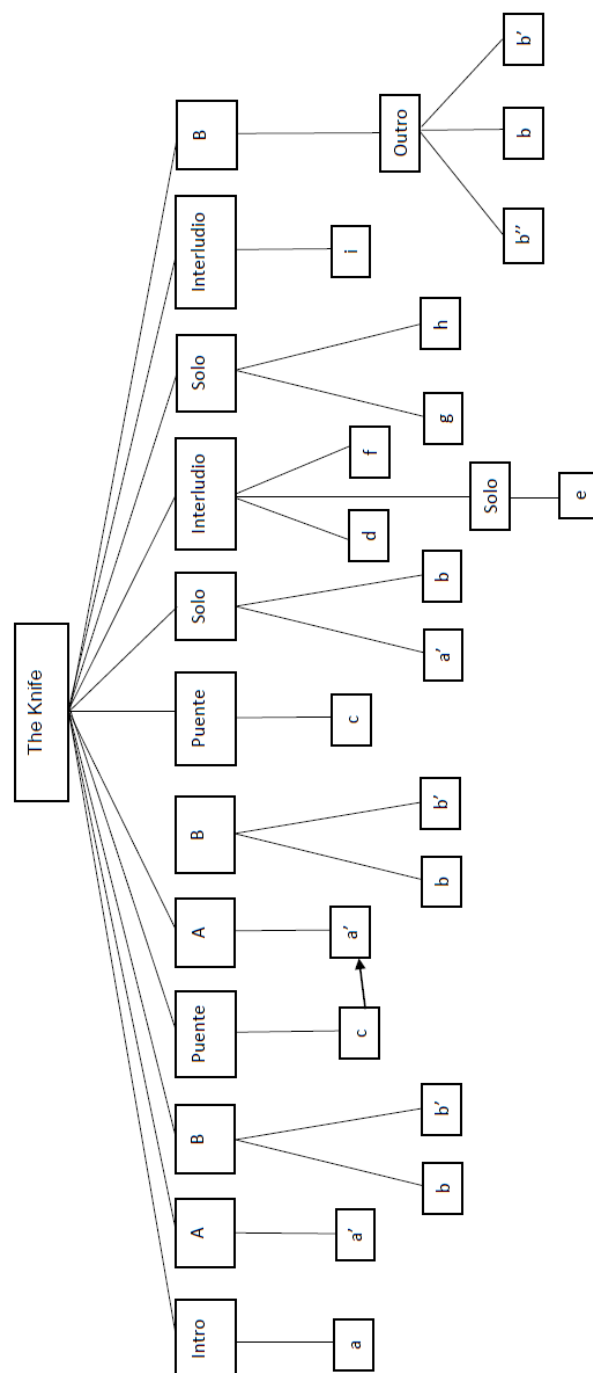 The Knife
Intro
A
B
Puente
A
B
Puente
Solo
Interludio
Solo
Interludio
B
a
a’
c
a’
c
d
f
i
Outro
b
b’
b
b’
a’
b
g
h
Solo
b’’
b
b’
e